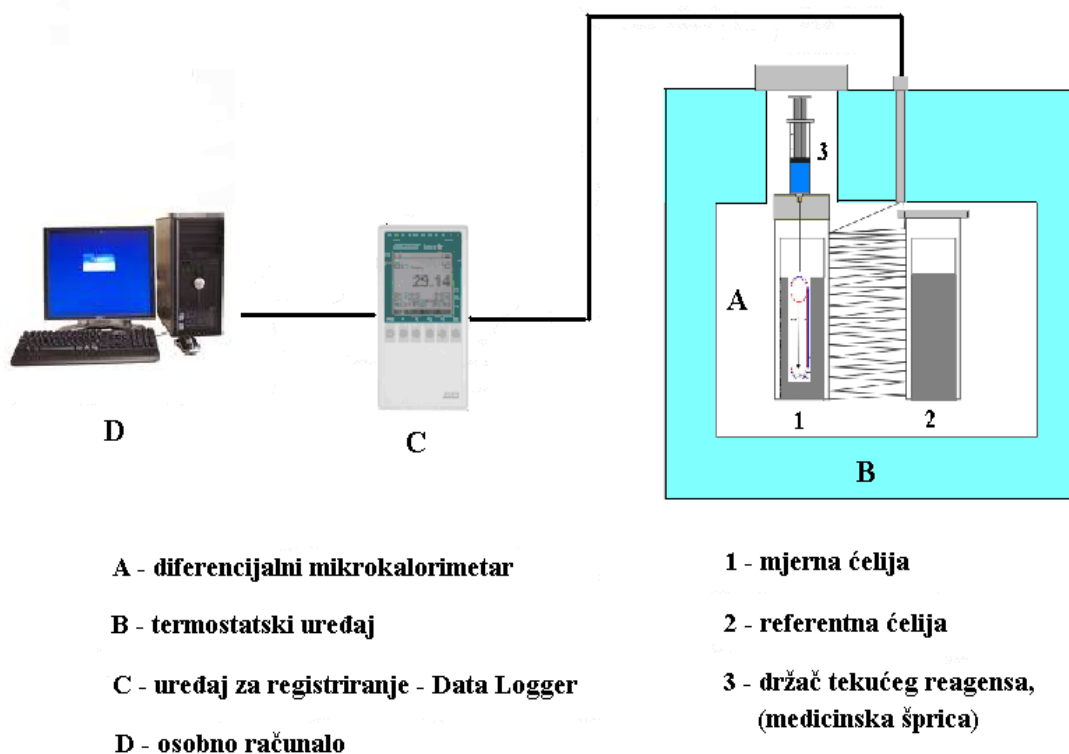 3
29.14
A
1
2
D
C
B
A - diferencijalni mikrokalorimetar
B - termostatski uređaj
C - uređaj za registriranje - Data Logger
D - osobno računalo
1 - mjerna ćelija
2 - referentna ćelija
3 - držač tekućeg reagensa,
(medicinska šprica)